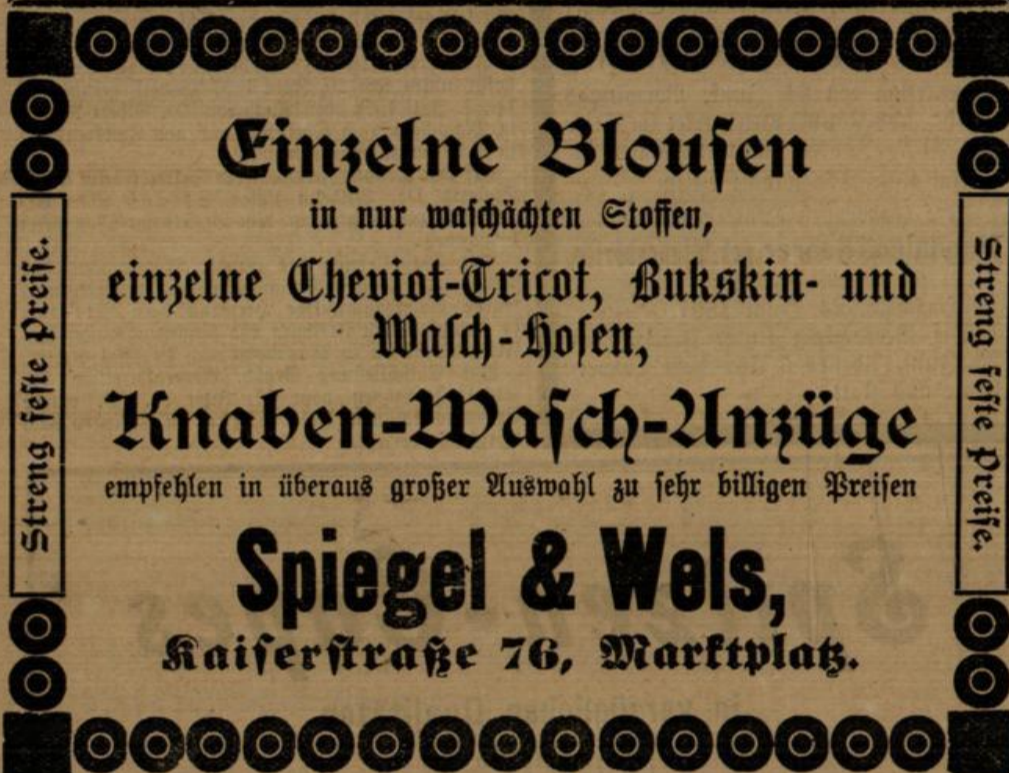 Einzelne Blousen
in nur waschächten Stoffen,
einzelne Cheviot-Tricot, Bukskin- und
Wasch-Hosen,
Knaben-Wasch-Anzüge
empfehlen in überaus großer Auswahl zu sehr billigen Preisen
Spiegel & Wels,
Kaiserstraße 76, Marktplatz.
Streng feste Preise.
Streng feste Preise.